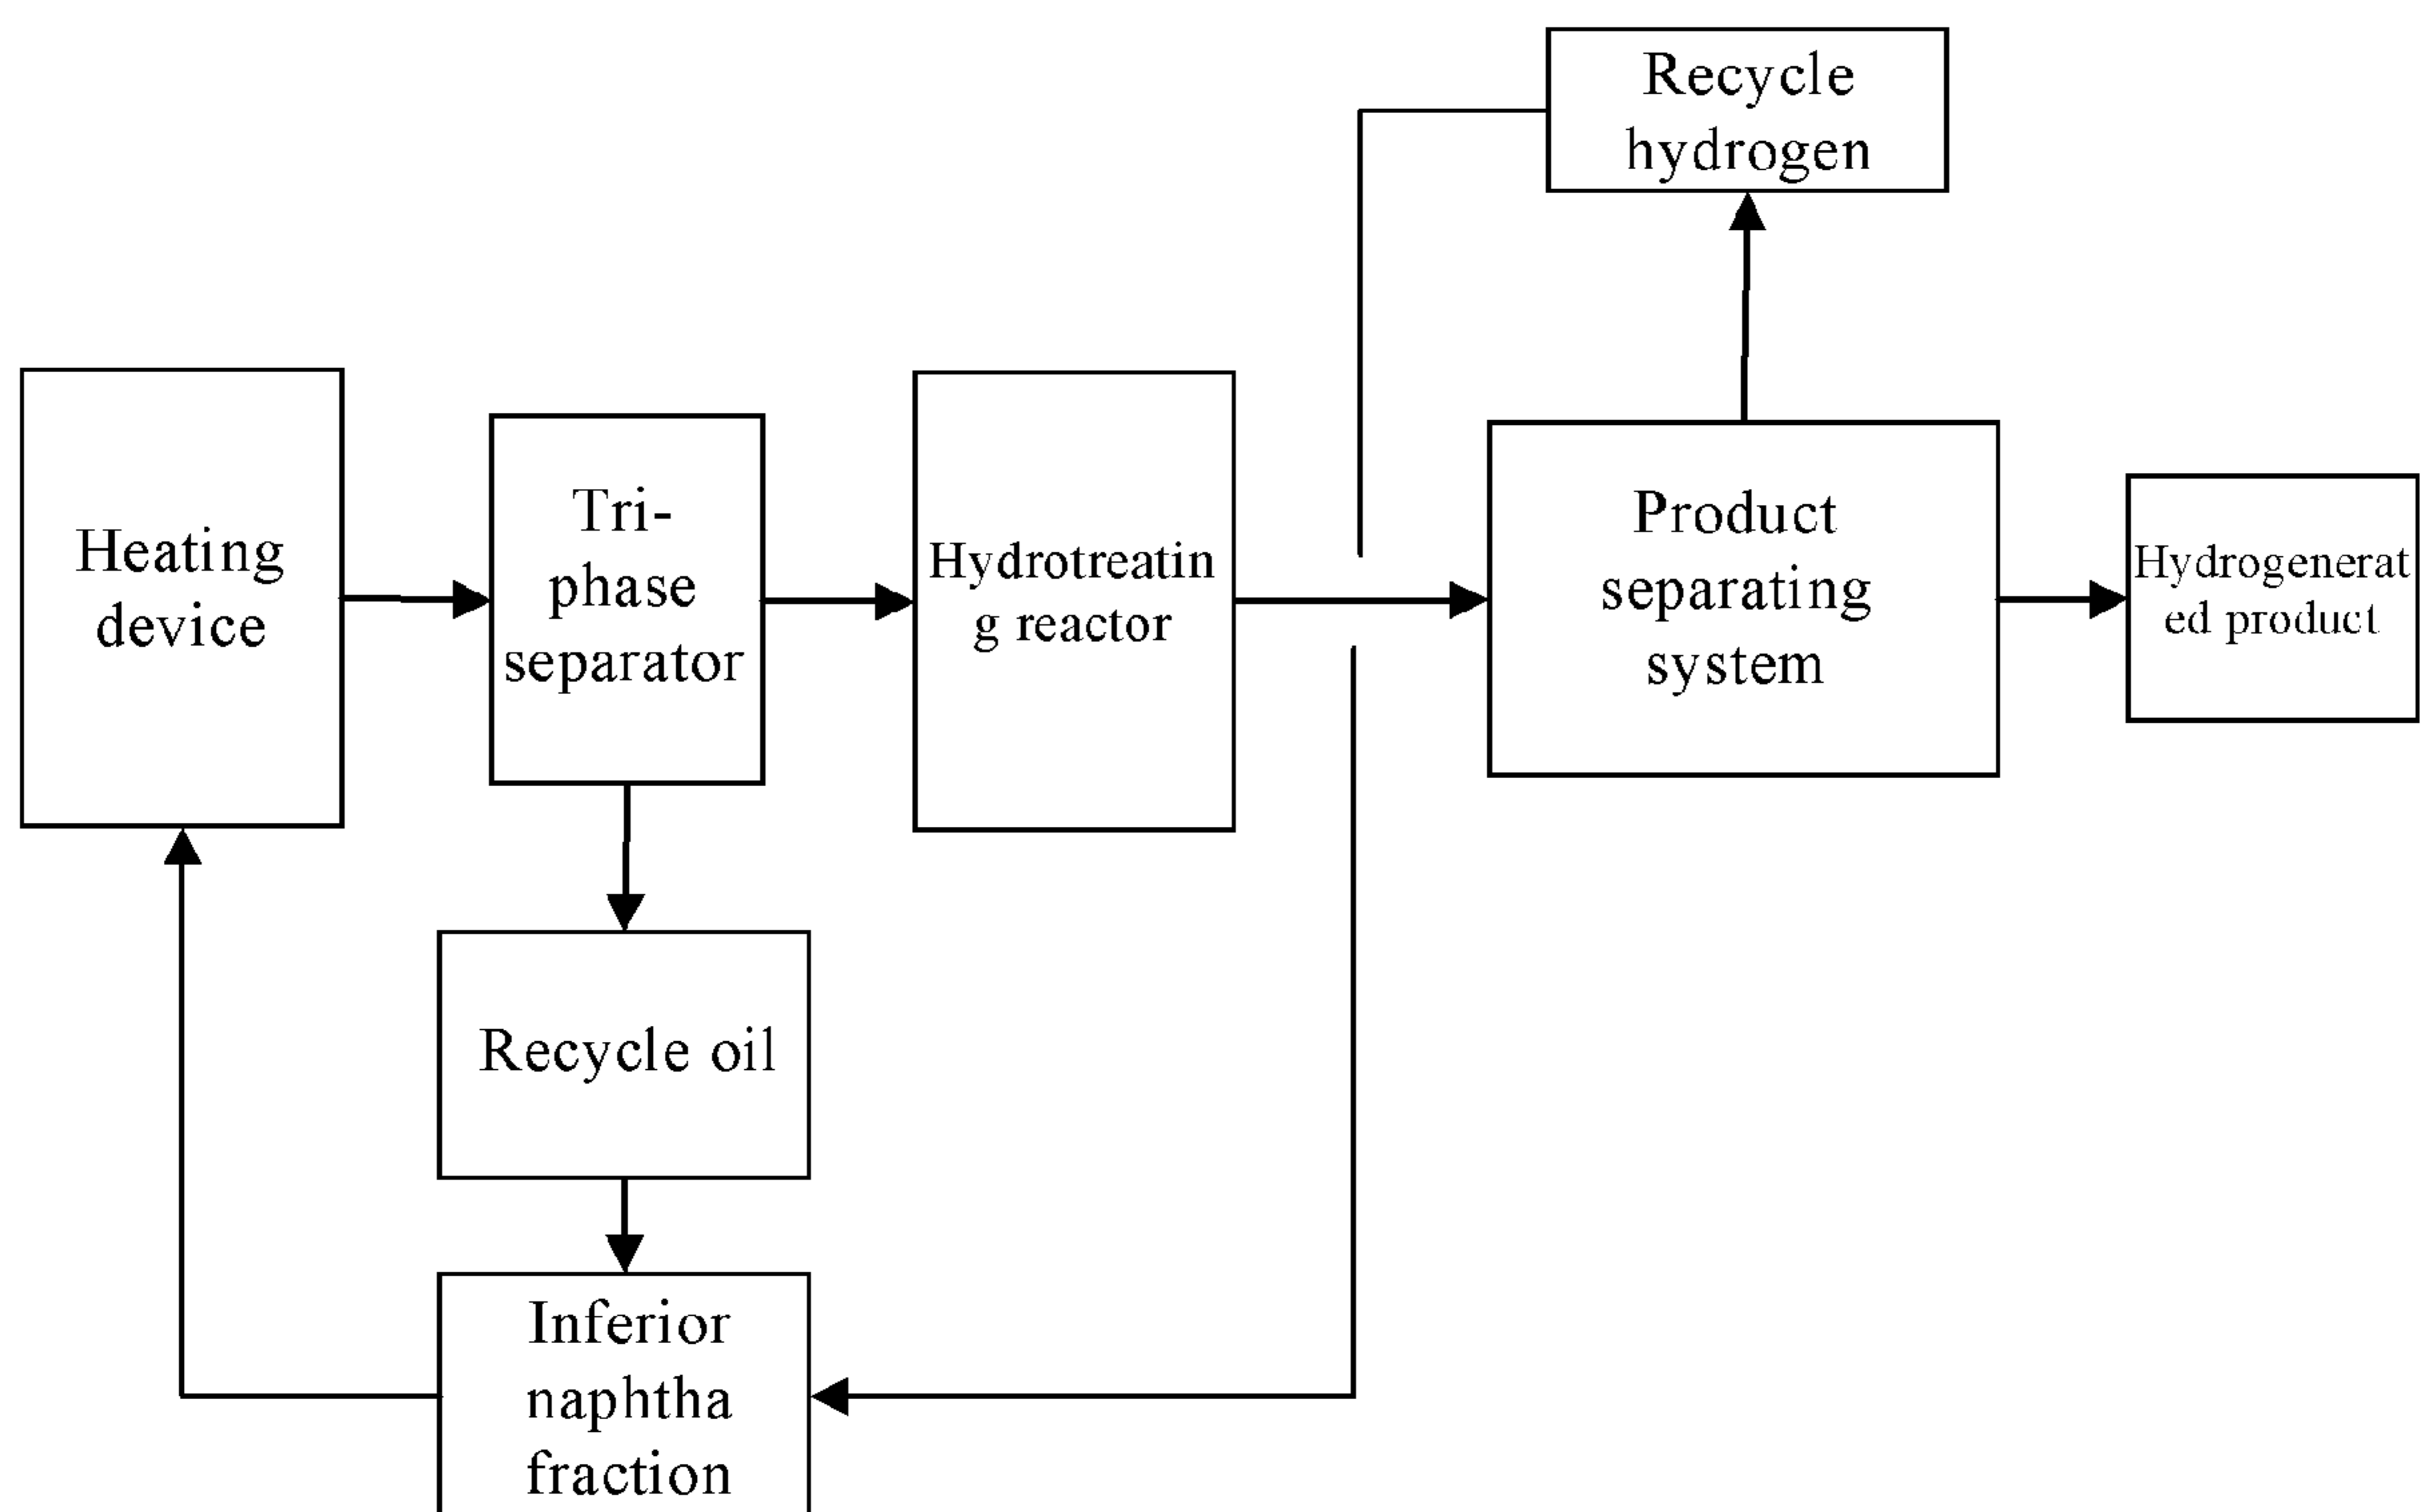 Recycle
hydrogen
Heating
device
Tri-
phase
separator
Hydrotreatin
g reactor
Product
separating
system
Hydrogenerat
ed product
Recycle oil
Inferior
naphtha
fraction